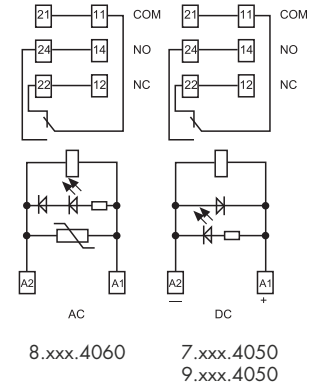 21 11 COM 21 11 COM
24 14 NO 24 14 NO
22 12 NC 22 12 NC
A2 A1 A2 A1
— +
AC DC
8.xxx.4060 7.xxx.4050
9.xxx.4050